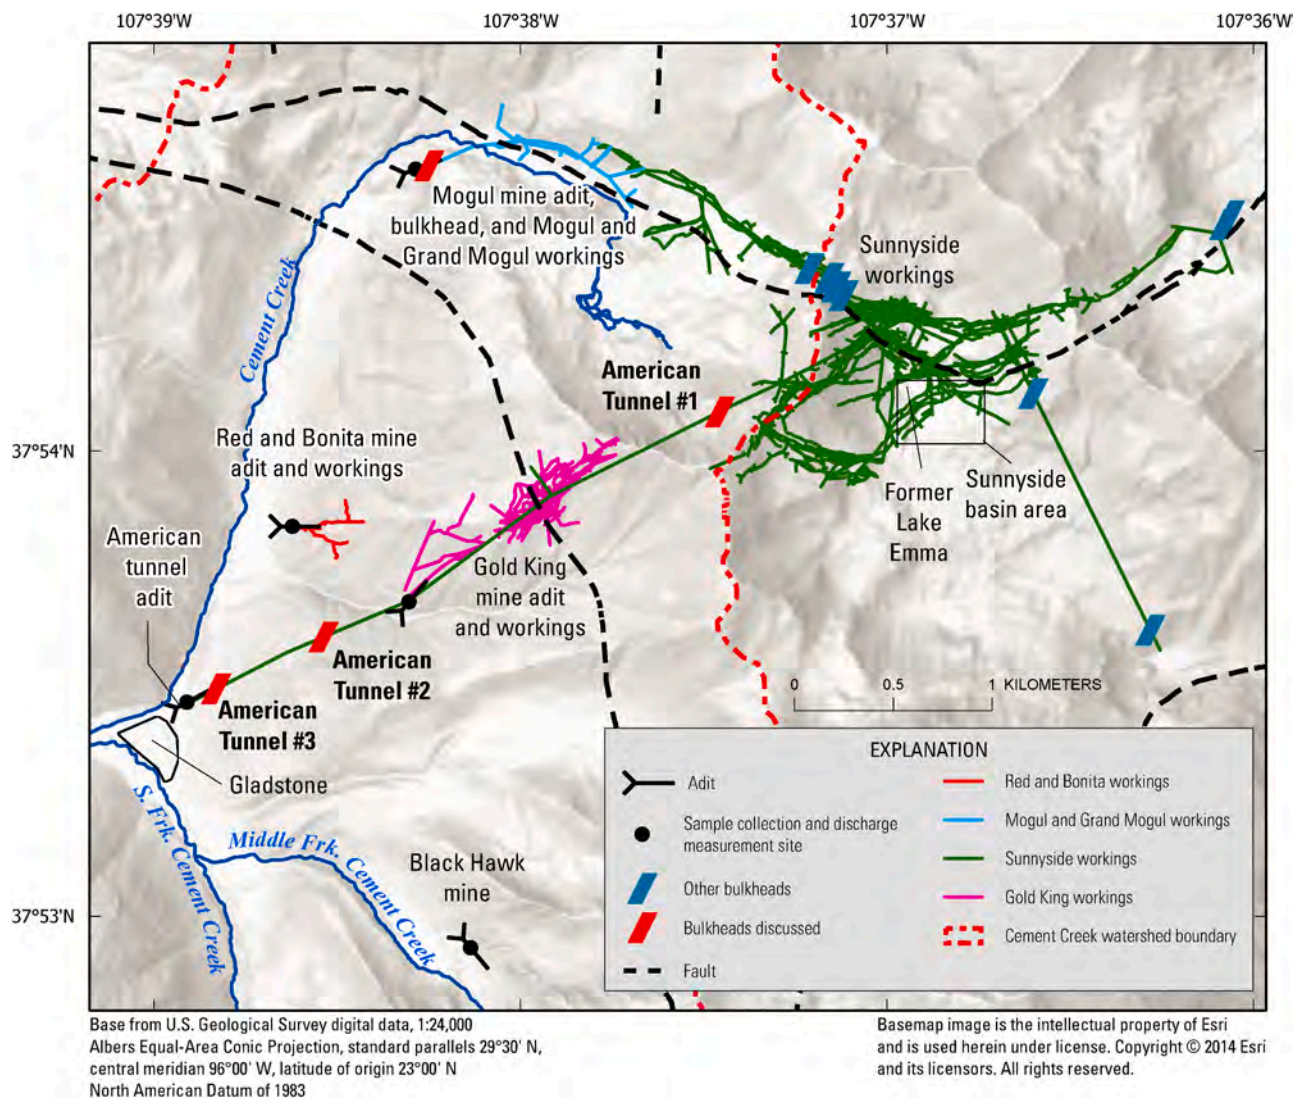 107°39'W
107°38'W
107°37'W
107°36'W
37°54'N
37°53'N
Mogul mine adit,
bulkhead, and Mogul and
Grand Mogul workings
Sunnyside
workings
Cement Creek
American
Tunnel #1
Red and Bonita mine
adit and workings
American
tunnel
adit
Former
Lake
Emma
Sunnyside
basin area
Gold King
mine adit
and workings
American
Tunnel #2
American
Tunnel #3
Gladstone
S. Frk. Cement Creek
Middle Frk. Cement Creek
Black Hawk
mine
0 0.5 1 KILOMETERS
EXPLANATION
Adit
Sample collection and discharge
measurement site
Other bulkheads
Bulkheads discussed
Fault
Red and Bonita workings
Mogul and Grand Mogul workings
Sunnyside workings
Gold King workings
Cement Creek watershed boundary
Base from U.S. Geological Survey digital data, 1:24,000
Albers Equal-Area Conic Projection, standard parallels 29°30' N,
central meridian 96°00' W, latitude of origin 23°00' N
North American Datum of 1983
Basemap image is the intellectual property of Esri
and is used herein under license. Copyright © 2014 Esri
and its licensors. All rights reserved.